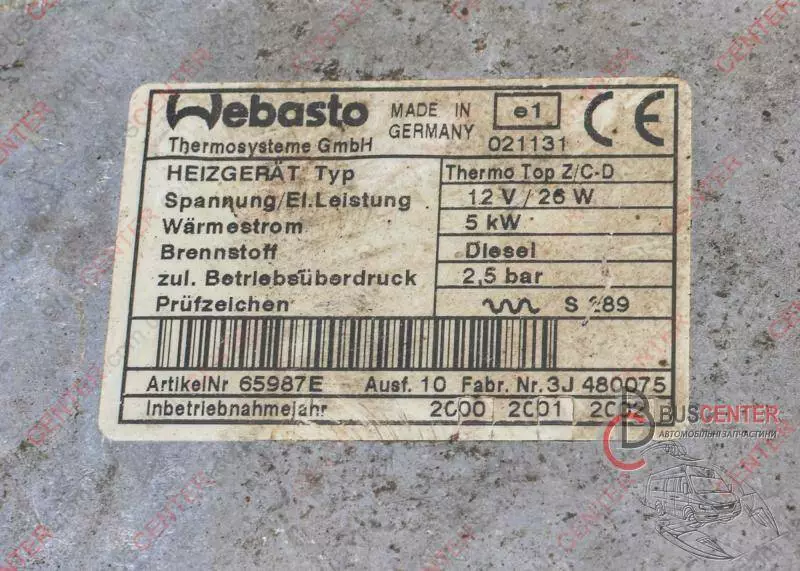 Webasto MADE IN GERMANY e1 CE
Thermosysteme GmbH 021131
HEIZGERÄT Typ Thermo Top Z/C-D
Spannung/El.Leistung 12 V / 26 W
Wärmestrom 5 kW
Brennstoff Diesel
zul. Betriebsüberdruck 2,5 bar
Prüfzeichen S 289
ArtikelNr 65987E Ausf. 10 Fabr. Nr. 3J 480075
Inbetriebnahmejahr 2000 2001 2002
BUSCENTER
АВТОМОБІЛЬНІ ЗАПЧАСТИНИ